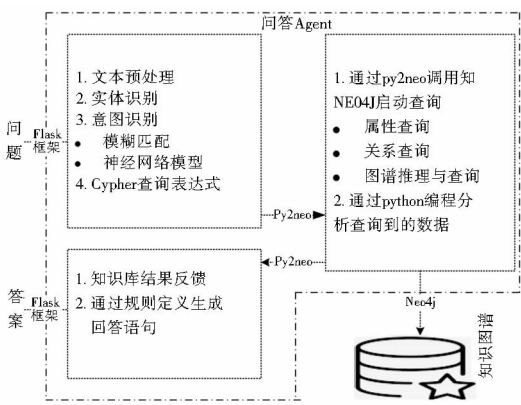 问答Agent
问题
Flask
框架
1. 文本预处理
2. 实体识别
3. 意图识别
● 模糊匹配
● 神经网络模型
4. Cypher查询表达式
Py2neo
1. 通过py2neo调用知
NEO4J启动查询
● 属性查询
● 关系查询
● 图谱推理与查询
2. 通过python编程分
析查询到的数据
Py2neo
答案
Flask
框架
1. 知识库结果反馈
2. 通过规则定义生成
回答语句
Neo4j
知识图谱